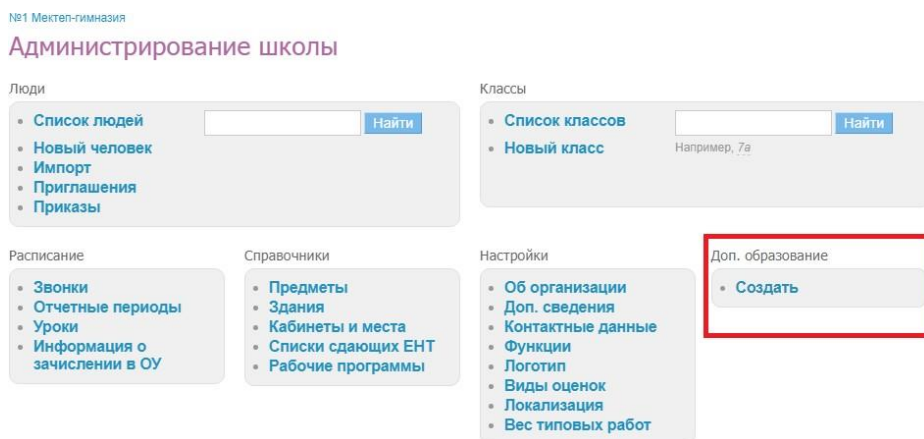 №1 Мектеп-гимназия
Администрирование школы
Люди
Список людей
Найти
Новый человек
Импорт
Приглашения
Приказы
Классы
Список классов
Найти
Новый класс
Например, 7а
Расписание
Звонки
Отчетные периоды
Уроки
Информация о
зачислении в ОУ
Справочники
Предметы
Здания
Кабинеты и места
Списки сдающих ЕНТ
Рабочие программы
Настройки
Об организации
Доп. сведения
Контактные данные
Функции
Логотип
Виды оценок
Локализация
Вес типовых работ
Доп. образование
Создать